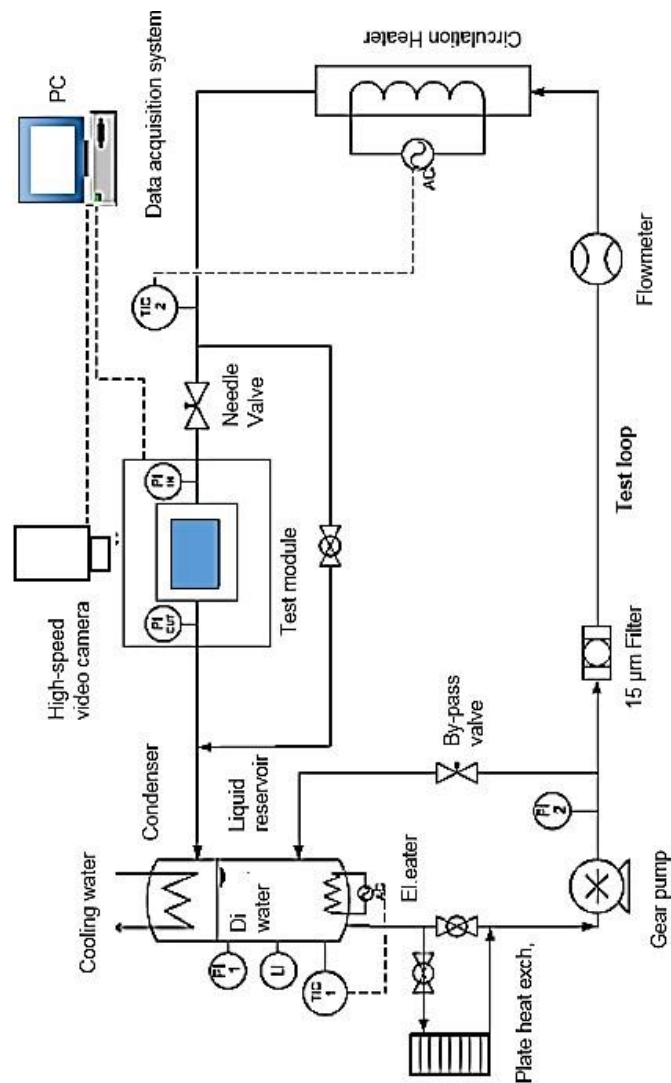 PC
Data acquisition system
High-speed
video camera
Circulation Heater
AC
TIC
2
PI
IN
PI
OUT
Needle
Valve
Test module
Cooling water
Condenser
Liquid
reservoir
Di
water
PI
1
LI
TIC
1
AC
El.eater
By-pass
valve
PI
2
Plate heat exch,
Gear pump
15 µm Filter
Test loop
Flowmeter